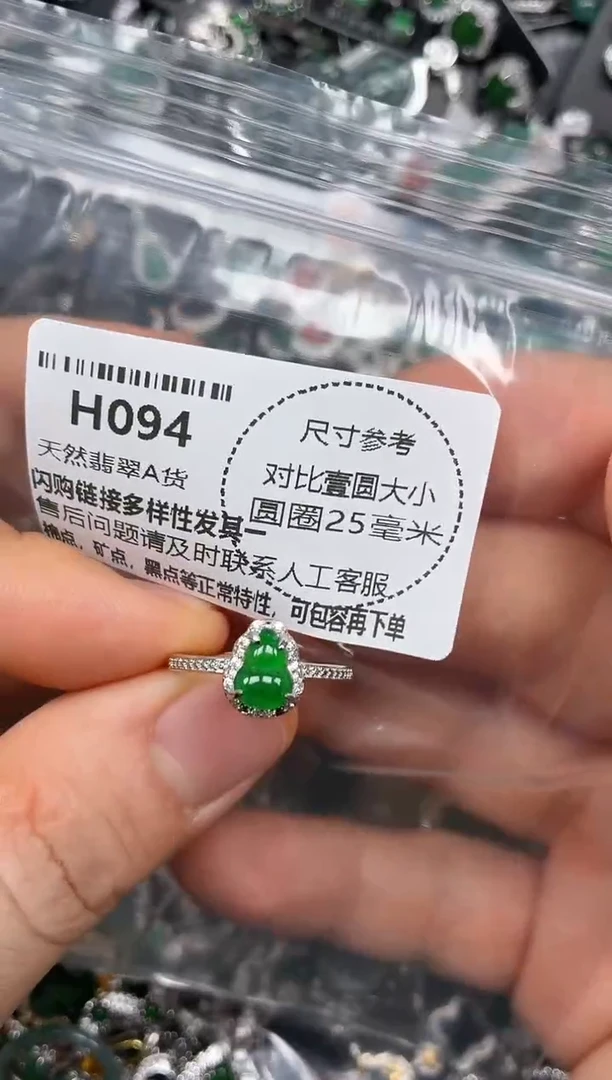 H094
天然翡翠A货
闪购链接多样性发其一
售后问题请及时联系人工客服
棉点,矿点,黑点等正常特性,可包容再下单
尺寸参考
对比壹圆大小
圆圈25毫米